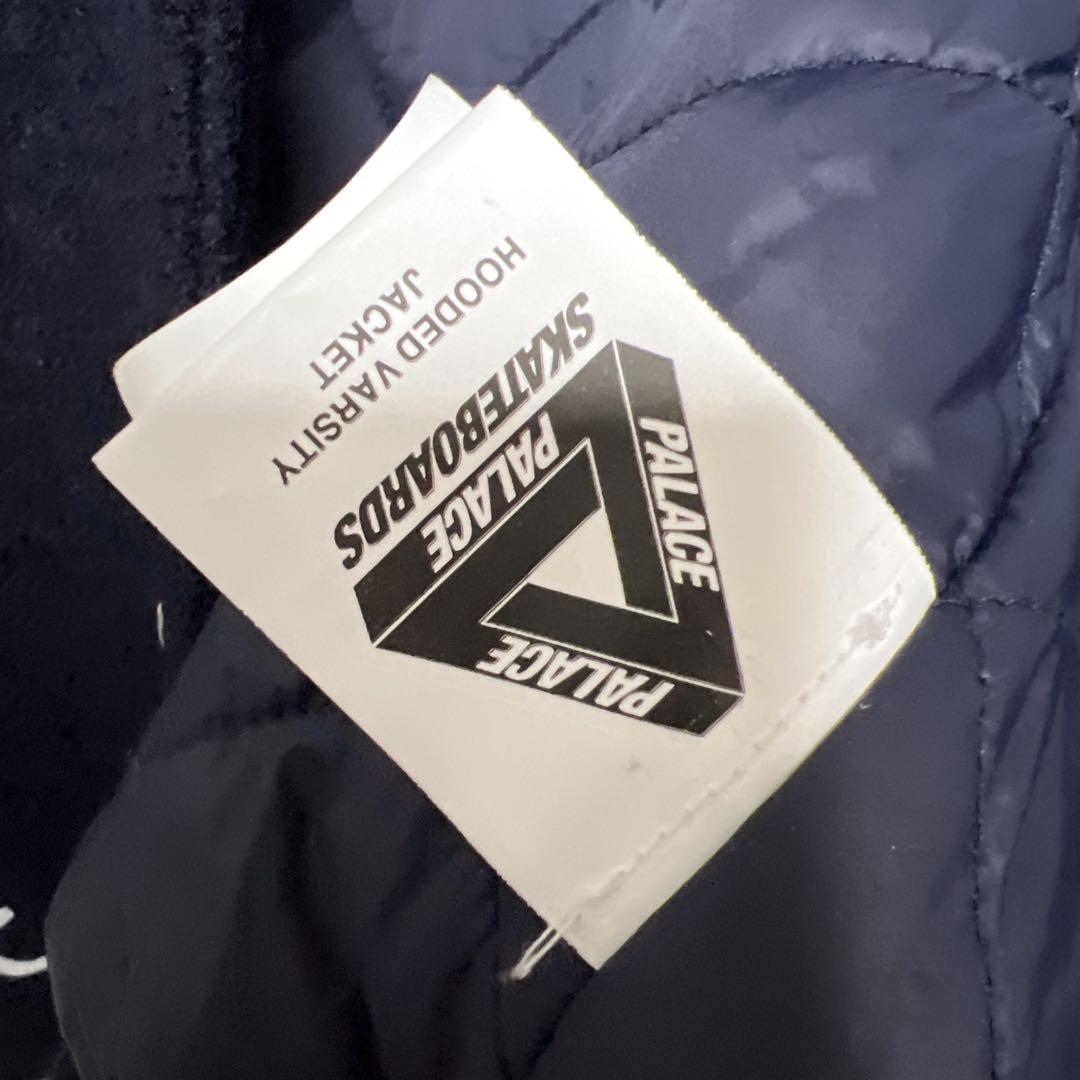 PALACE
PALACE
PALACE
SKATEBOARDS
HOODED VARSITY
JACKET